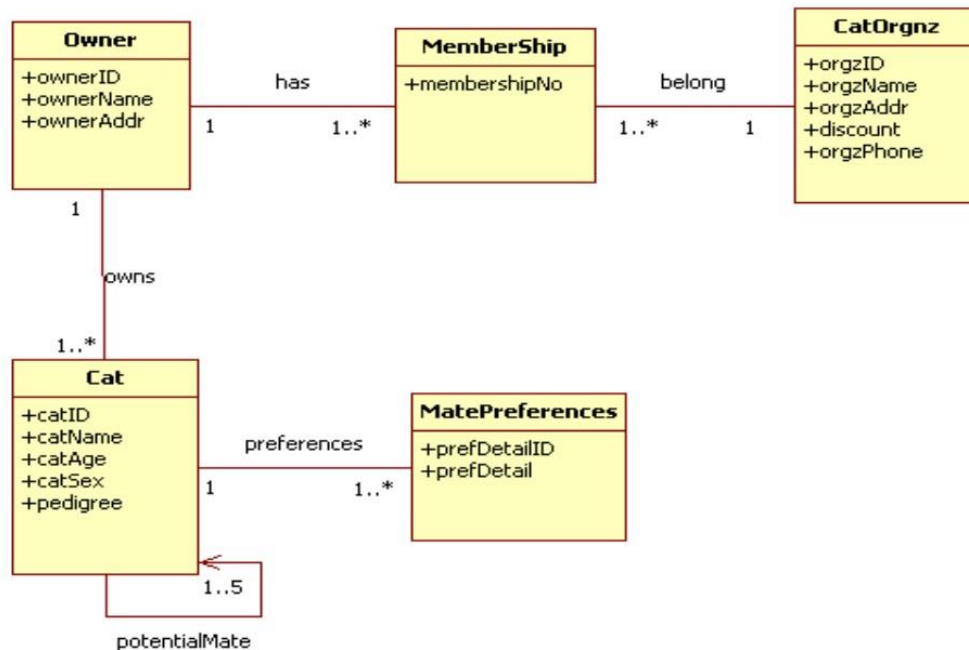 Owner
+ownerID
+ownerName
+ownerAddr
has
1
1..*
MemberShip
+membershipNo
belong
1..*
1
CatOrgnz
+orgzID
+orgzName
+orgzAddr
+discount
+orgzPhone
1
owns
1..*
Cat
+catID
+catName
+catAge
+catSex
+pedigree
preferences
1
1..*
MatePreferences
+prefDetailID
+prefDetail
1..5
potentialMate